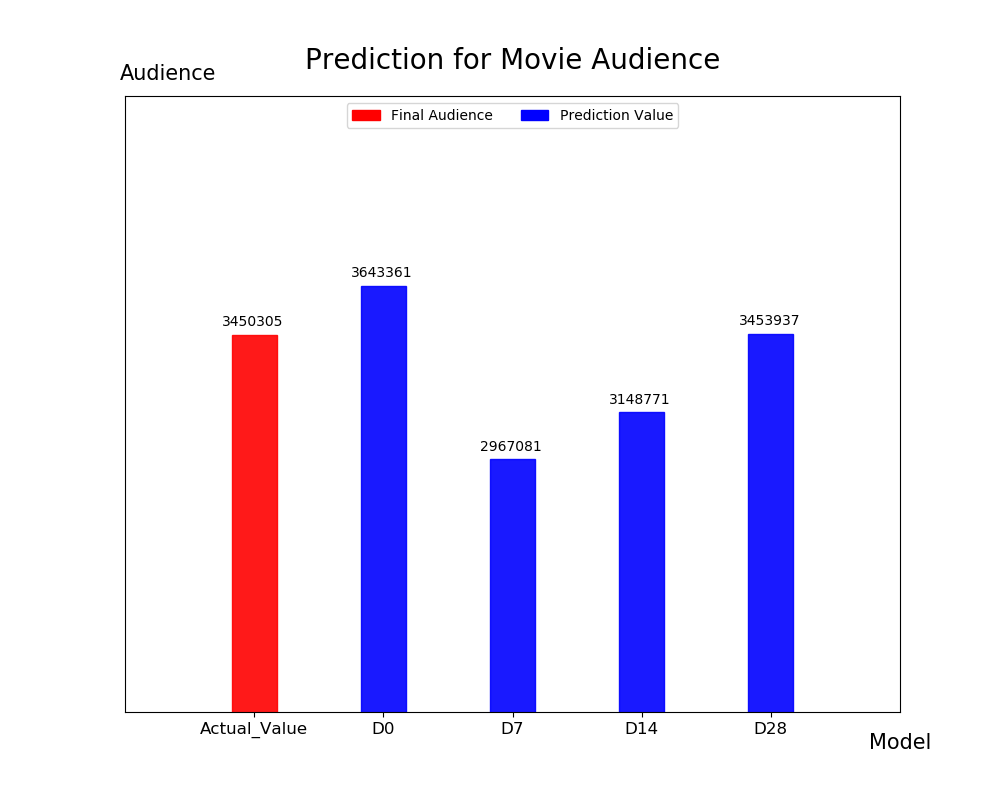 Prediction for Movie Audience
Audience
Final Audience Prediction Value
3643361
3450305
3453937
3148771
2967081
Actual_Value D0 D7 D14 D28
Model